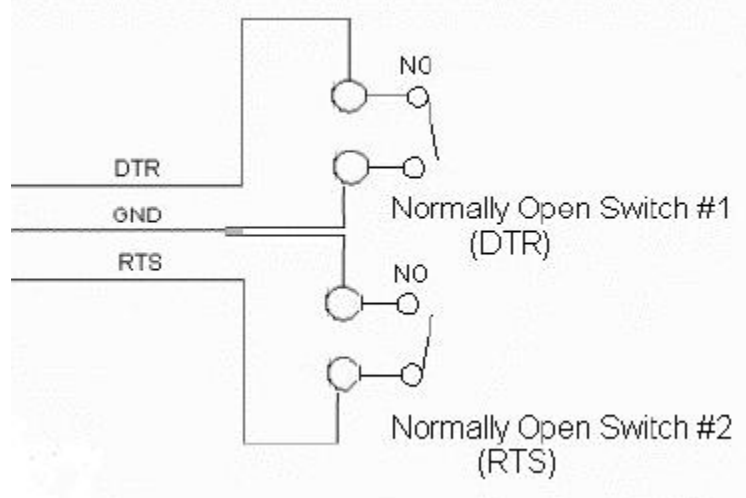 NO
DTR
GND
Normally Open Switch #1
(DTR)
RTS
NO
Normally Open Switch #2
(RTS)